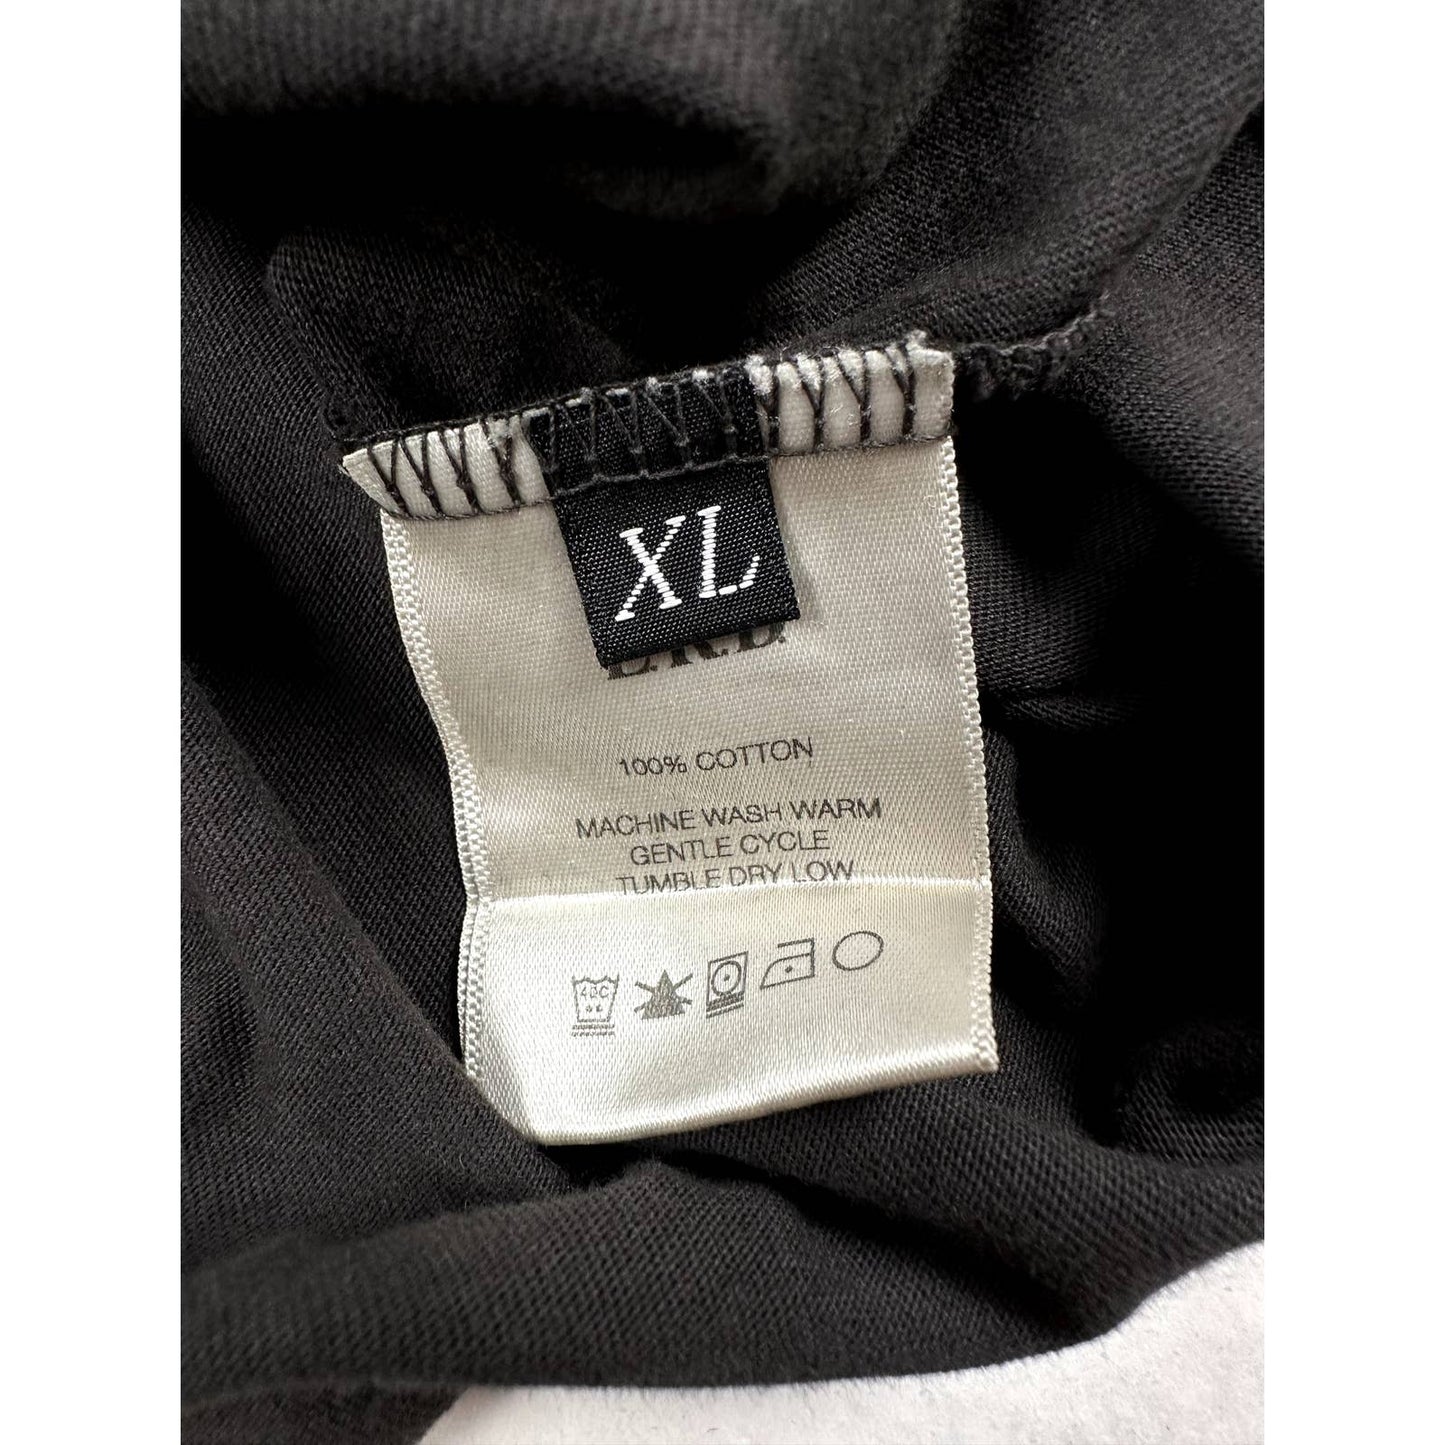 XL
100% COTTON
MACHINE WASH WARM
GENTLE CYCLE
TUMBLE DRY LOW